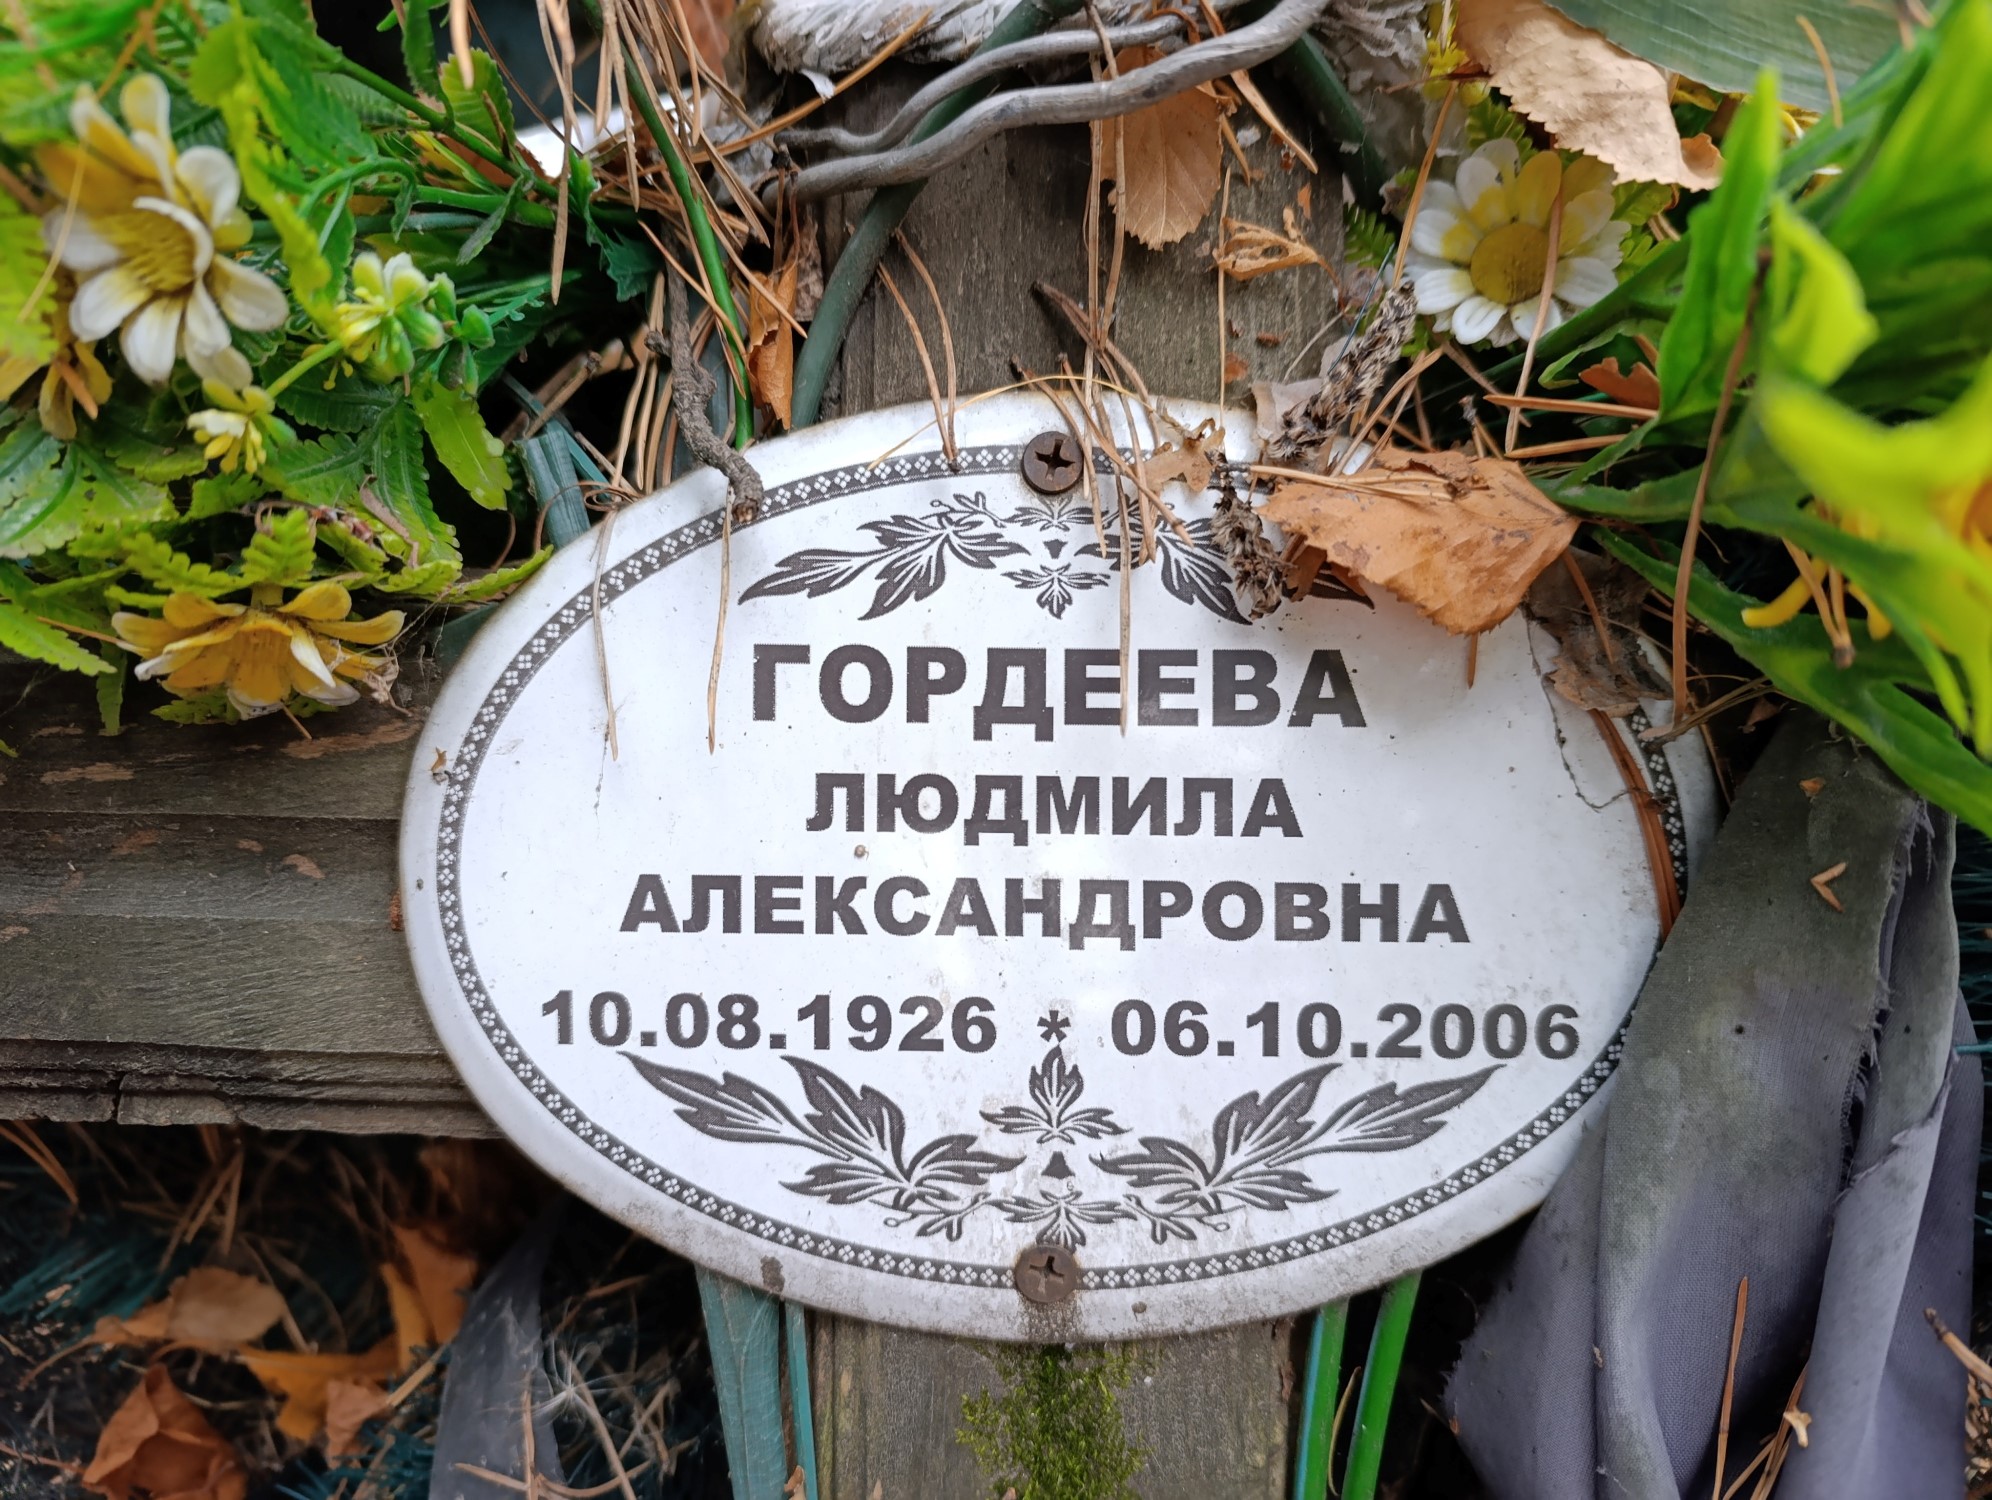 ГОРДЕЕВА
ЛЮДМИЛА
АЛЕКСАНДРОВНА
10.08.1926 * 06.10.2006